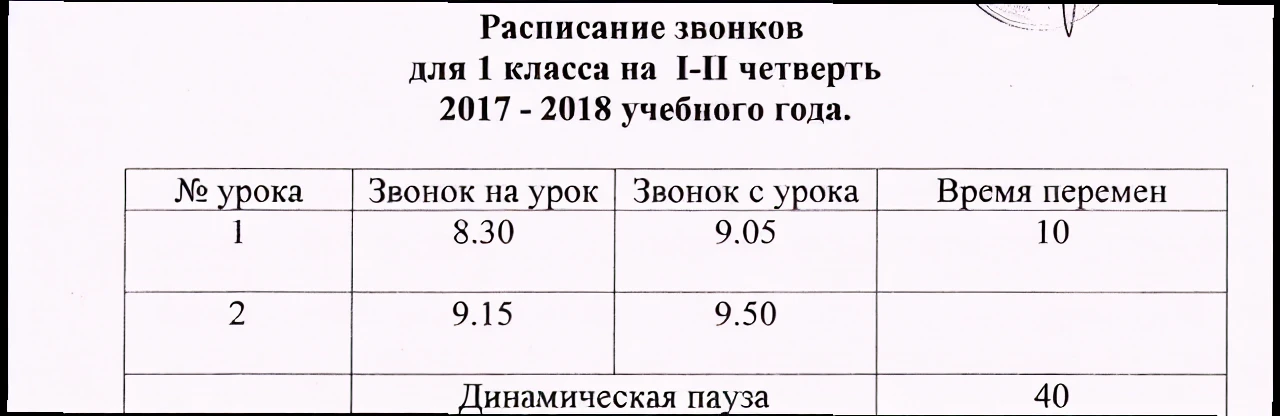 Расписание звонков
для 1 класса на I-II четверть
2017 - 2018 учебного года.
№ урока Звонок на урок Звонок с урока Время перемен
1 8.30 9.05 10
2 9.15 9.50
Динамическая пауза 40